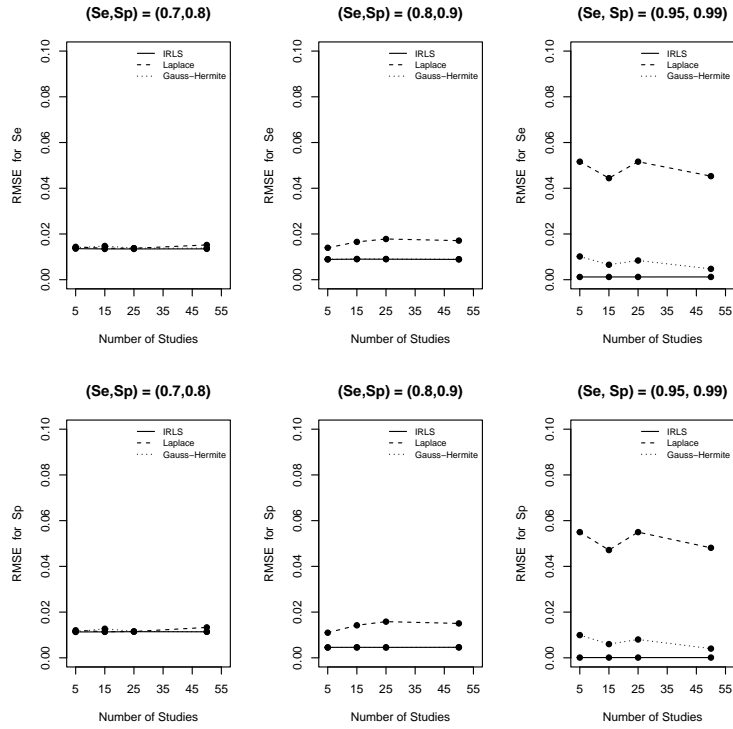 (Se,Sp) = (0.7,0.8)
RMSE for Se
0.00 0.02 0.04 0.06 0.08 0.10
IRLS
Laplace
Gauss−Hermite
5 15 25 35 45 55
Number of Studies
(Se,Sp) = (0.8,0.9)
RMSE for Se
0.00 0.02 0.04 0.06 0.08 0.10
IRLS
Laplace
Gauss−Hermite
5 15 25 35 45 55
Number of Studies
(Se, Sp) = (0.95, 0.99)
RMSE for Se
0.00 0.02 0.04 0.06 0.08 0.10
IRLS
Laplace
Gauss−Hermite
5 15 25 35 45 55
Number of Studies
(Se,Sp) = (0.7,0.8)
RMSE for Sp
0.00 0.02 0.04 0.06 0.08 0.10
IRLS
Laplace
Gauss−Hermite
5 15 25 35 45 55
Number of Studies
(Se,Sp) = (0.8,0.9)
RMSE for Sp
0.00 0.02 0.04 0.06 0.08 0.10
IRLS
Laplace
Gauss−Hermite
5 15 25 35 45 55
Number of Studies
(Se, Sp) = (0.95, 0.99)
RMSE for Sp
0.00 0.02 0.04 0.06 0.08 0.10
IRLS
Laplace
Gauss−Hermite
5 15 25 35 45 55
Number of Studies